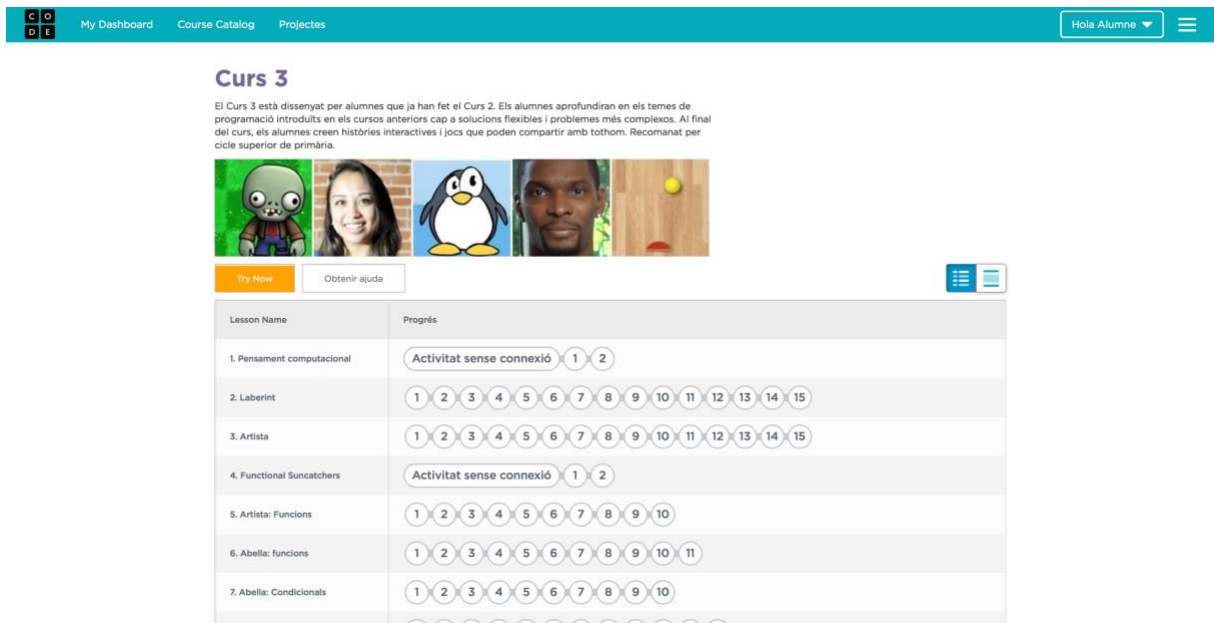 C O
D E
My Dashboard Course Catalog Projectes
Hola Alumne
Curs 3
El Curs 3 està dissenyat per alumnes que ja han fet el Curs 2. Els alumnes aprofundiran en els temes de
programació introduïts en els cursos anteriors cap a solucions flexibles i problemes més complexos. Al final
del curs, els alumnes creen històries interactives i jocs que poden compartir amb tothom. Recomanat per
cicle superior de primària.
Try Now Obtenir ajuda
Lesson Name Progrés
1. Pensament computacional Activitat sense connexió 1 2
2. Laberint 1 2 3 4 5 6 7 8 9 10 11 12 13 14 15
3. Artista 1 2 3 4 5 6 7 8 9 10 11 12 13 14 15
4. Functional Suncatchers Activitat sense connexió 1 2
5. Artista: Funcions 1 2 3 4 5 6 7 8 9 10
6. Abella: funcions 1 2 3 4 5 6 7 8 9 10 11
7. Abella: Condicionals 1 2 3 4 5 6 7 8 9 10